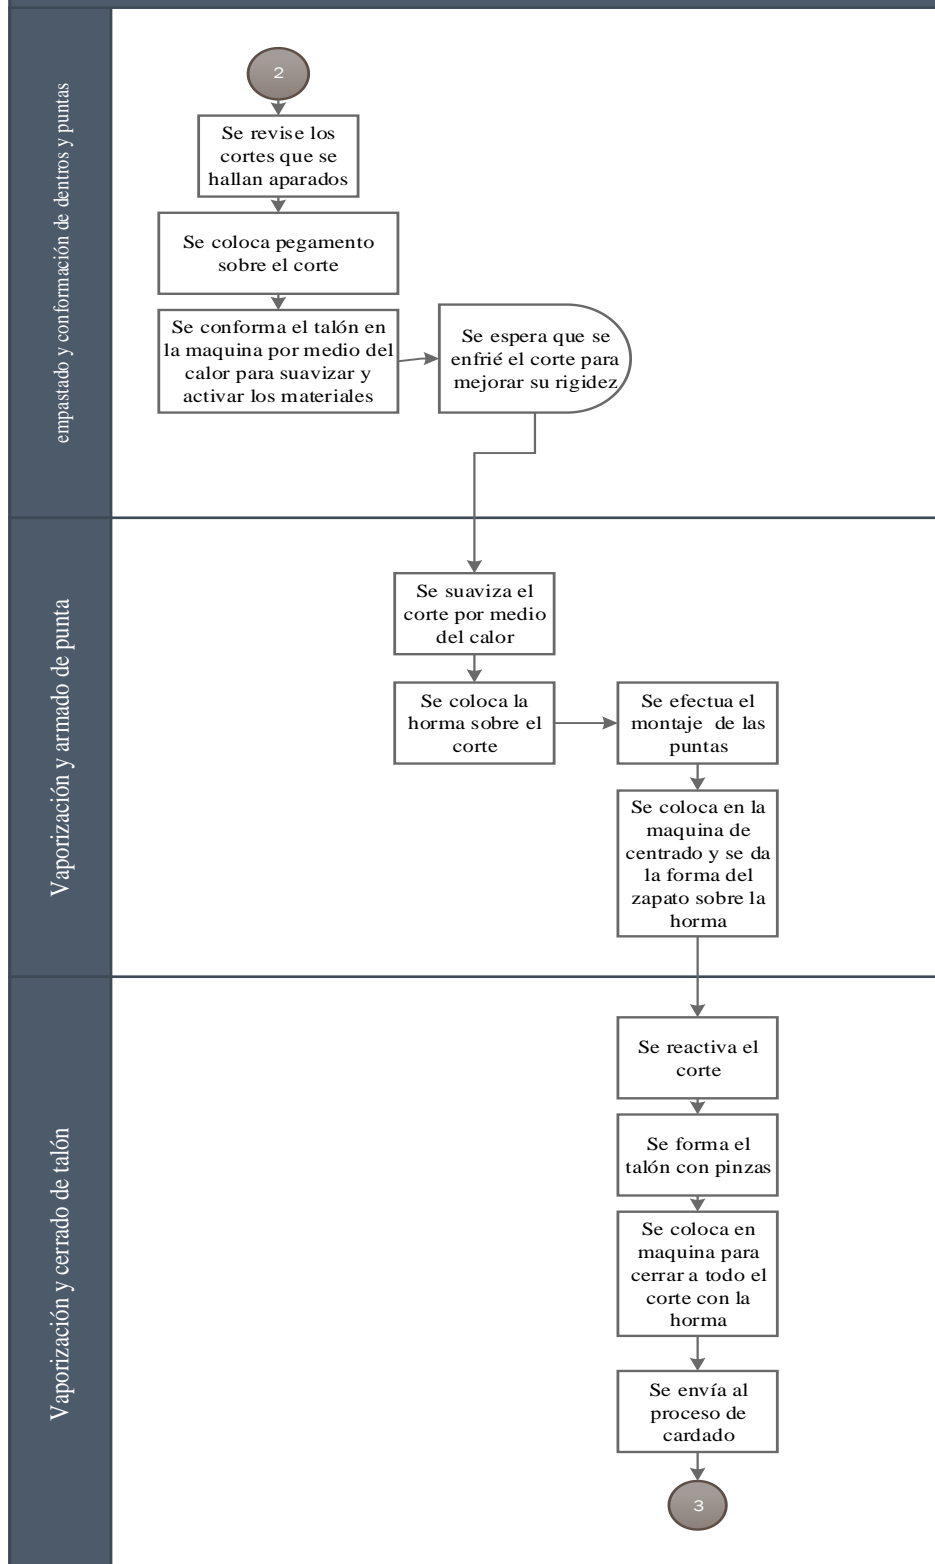 empastado y conformación de dentros y puntas
2
Se revise los
cortes que se
hallan aparados
Se coloca pegamento
sobre el corte
Se conforma el talón en
la maquina por medio del
calor para suavizar y
activar los materiales
Se espera que se
enfrié el corte para
mejorar su rigidez
Vaporización y armado de punta
Se suaviza el
corte por medio
del calor
Se coloca la
horma sobre el
corte
Se efectua el
montaje de las
puntas
Se coloca en la
maquina de
centrado y se da
la forma del
zapato sobre la
horma
Vaporización y cerrado de talón
Se reactiva el
corte
Se forma el
talón con pinzas
Se coloca en
maquina para
cerrar a todo el
corte con la
horma
Se envía al
proceso de
cardado
3